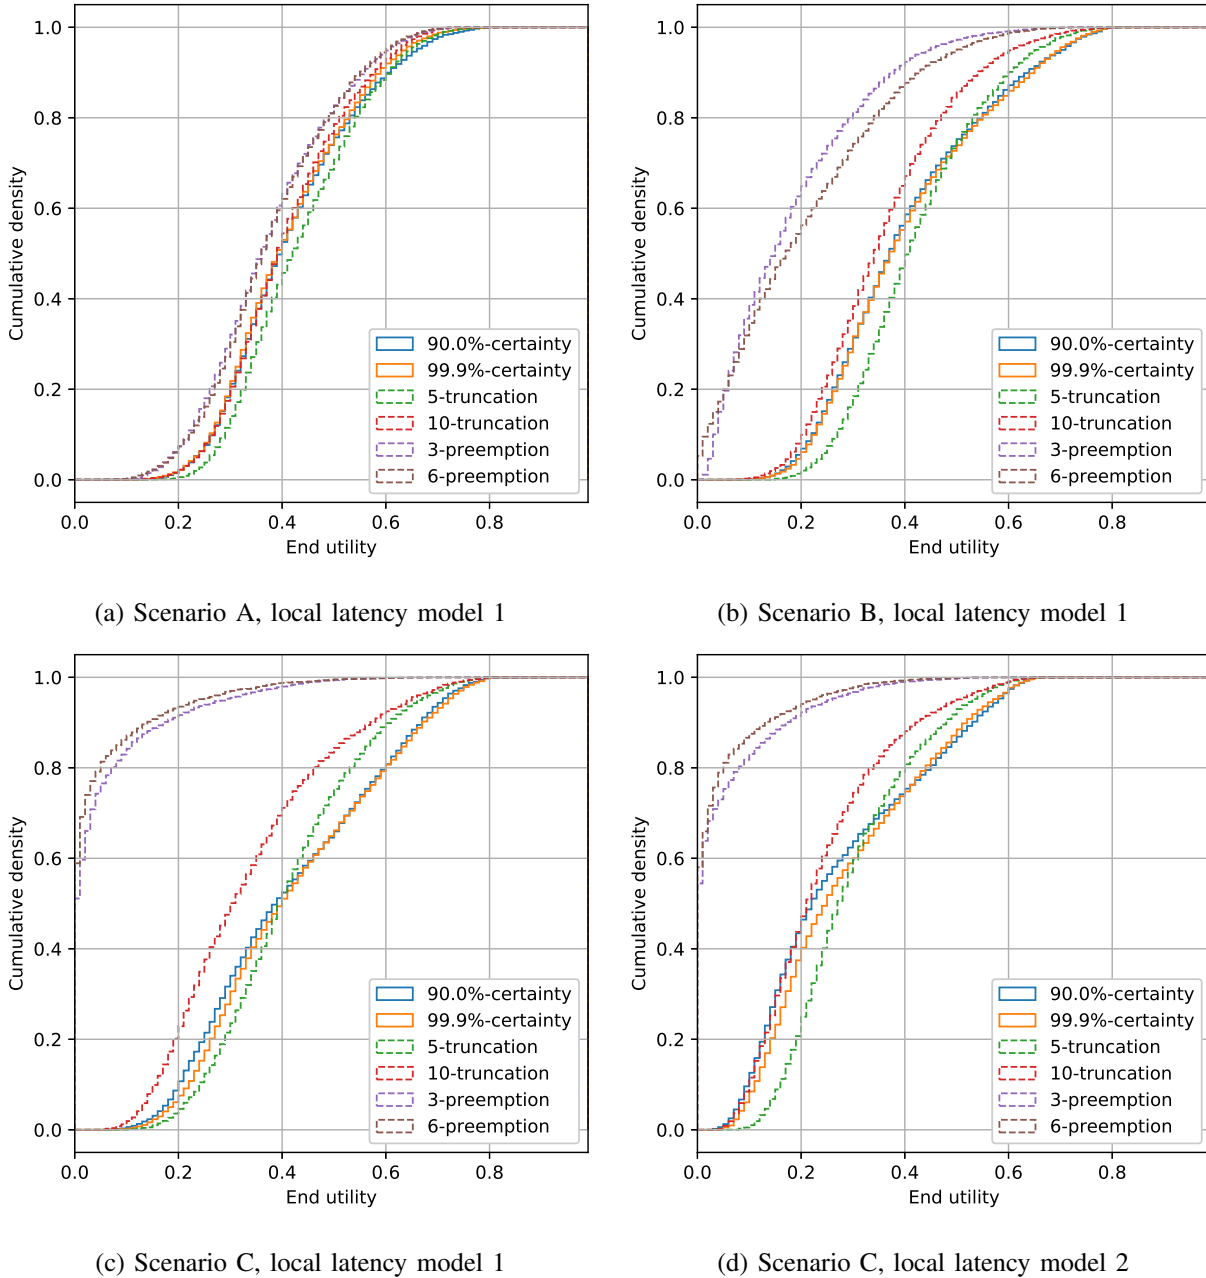 1.0
0.8
0.6
0.4
0.2
0.0
Cumulative density
90.0%-certainty
99.9%-certainty
5-truncation
10-truncation
3-preemption
6-preemption
0.0 0.2 0.4 0.6 0.8
End utility
(a) Scenario A, local latency model 1
1.0
0.8
0.6
0.4
0.2
0.0
Cumulative density
90.0%-certainty
99.9%-certainty
5-truncation
10-truncation
3-preemption
6-preemption
0.0 0.2 0.4 0.6 0.8
End utility
(b) Scenario B, local latency model 1
1.0
0.8
0.6
0.4
0.2
0.0
Cumulative density
90.0%-certainty
99.9%-certainty
5-truncation
10-truncation
3-preemption
6-preemption
0.0 0.2 0.4 0.6 0.8
End utility
(c) Scenario C, local latency model 1
1.0
0.8
0.6
0.4
0.2
0.0
Cumulative density
90.0%-certainty
99.9%-certainty
5-truncation
10-truncation
3-preemption
6-preemption
0.0 0.2 0.4 0.6 0.8
End utility
(d) Scenario C, local latency model 2